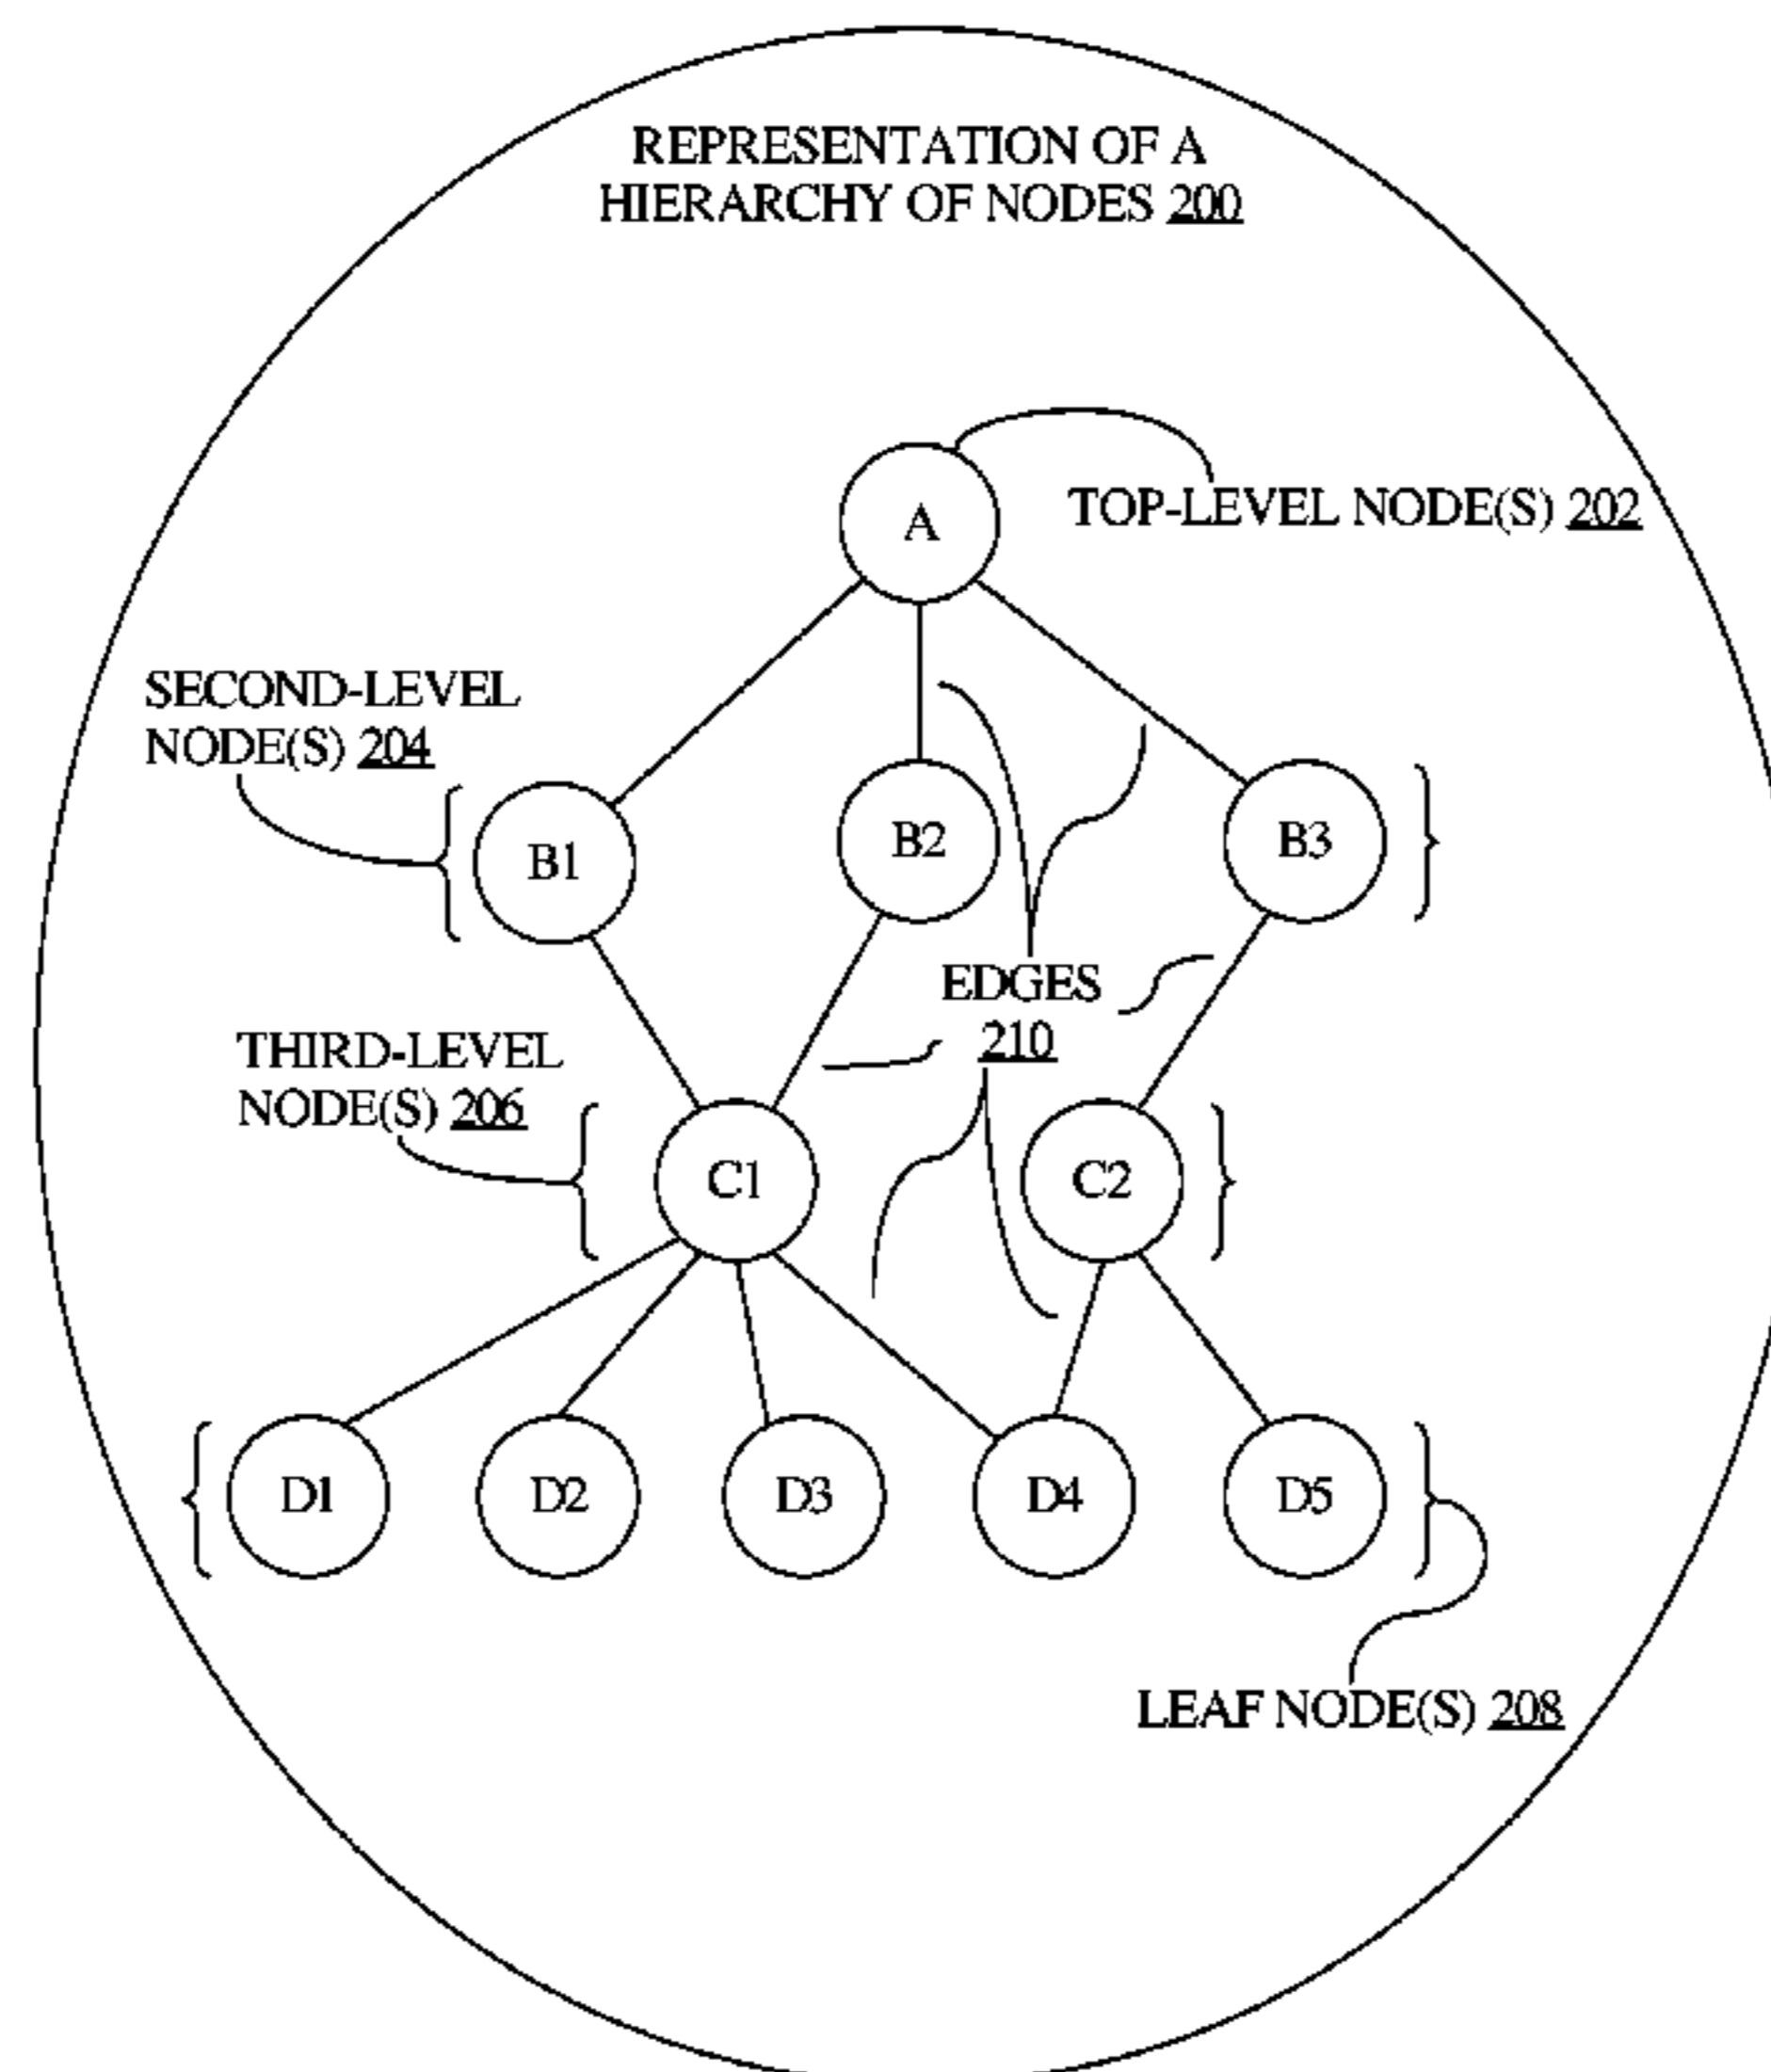 REPRESENTATION OF A
HIERARCHY OF NODES 200
A
TOP-LEVEL NODE(S) 202
SECOND-LEVEL
NODE(S) 204
B1
B2
B3
EDGES
210
THIRD-LEVEL
NODE(S) 206
C1
C2
D1
D2
D3
D4
D5
LEAF NODE(S) 208